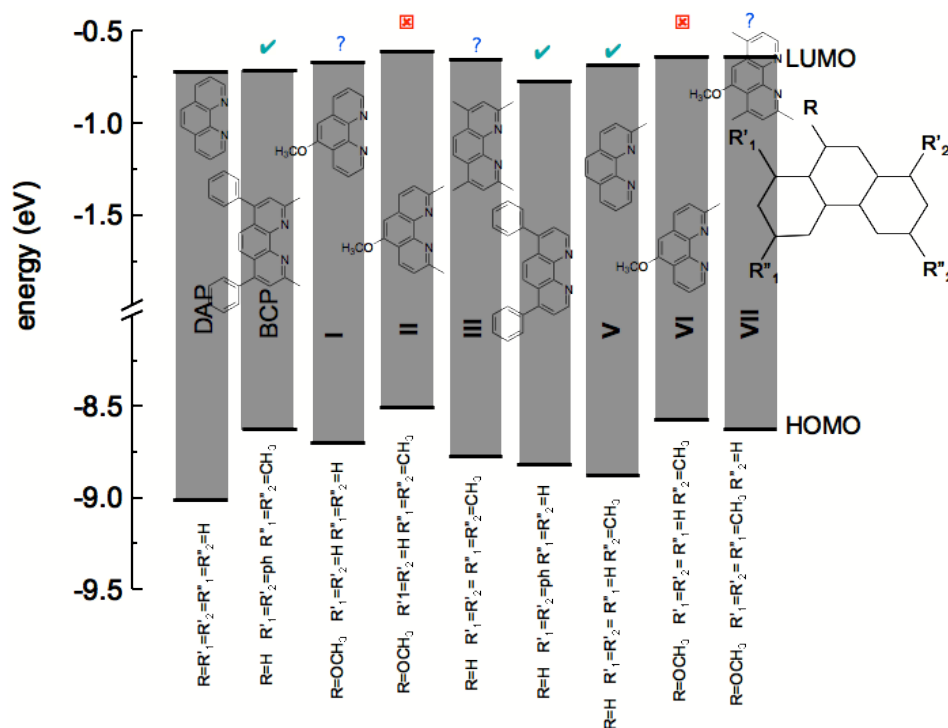 ? ?
?
-0.5
-1.0
-1.5
-8.5
-9.0
-9.5
energy (eV)
LUMO
HOMO
N
N
N
N
H₃CO
N
N
H₃CO
N
N
N
N
N
N
N
N
H₃CO
N
N
H₃CO
N
N
R
R'₁
R'₂
R''₁
R''₂
DAP
BCP
I
II
III
V
VI
VII
R=R'₁=R'₂=R''₁=R''₂=H
R=H R'₁=R'₂=ph R''₁=R''₂=CH₃
R=OCH₃ R'₁=R'₂=H R''₁=R''₂=H
R=OCH₃ R'1=R'₂=H R''₁=R''₂=CH₃
R=H R'₁=R'₂= R''₁=R''₂=CH₃
R=H R'₁=R'₂=ph R''₁=R''₂=H
R=H R'₁=R'₂= R''₁=H R''₂=CH₃
R=OCH₃ R'₁=R'₂= R''₁=H R''₂=CH₃
R=OCH₃ R'₁=R'₂= R''₁=CH₃ R''₂=H